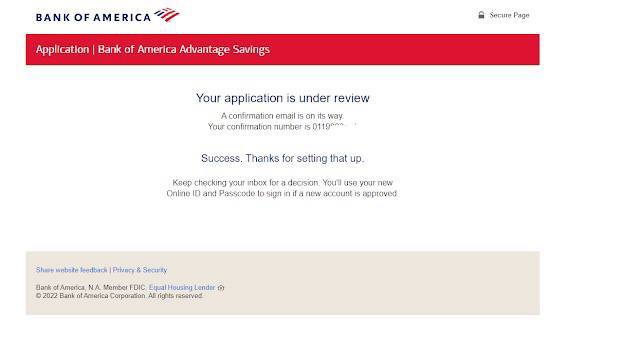 BANK OF AMERICA
Secure Page
Application | Bank of America Advantage Savings
Your application is under review
A confirmation email is on its way.
Your confirmation number is
Success. Thanks for setting that up.
Keep checking your inbox for a decision. You'll use your new
Online ID and Passcode to sign in if a new account is approved.
Share website feedback | Privacy & Security
Bank of America, N.A. Member FDIC. Equal Housing Lender
© 2022 Bank of America Corporation. All rights reserved.